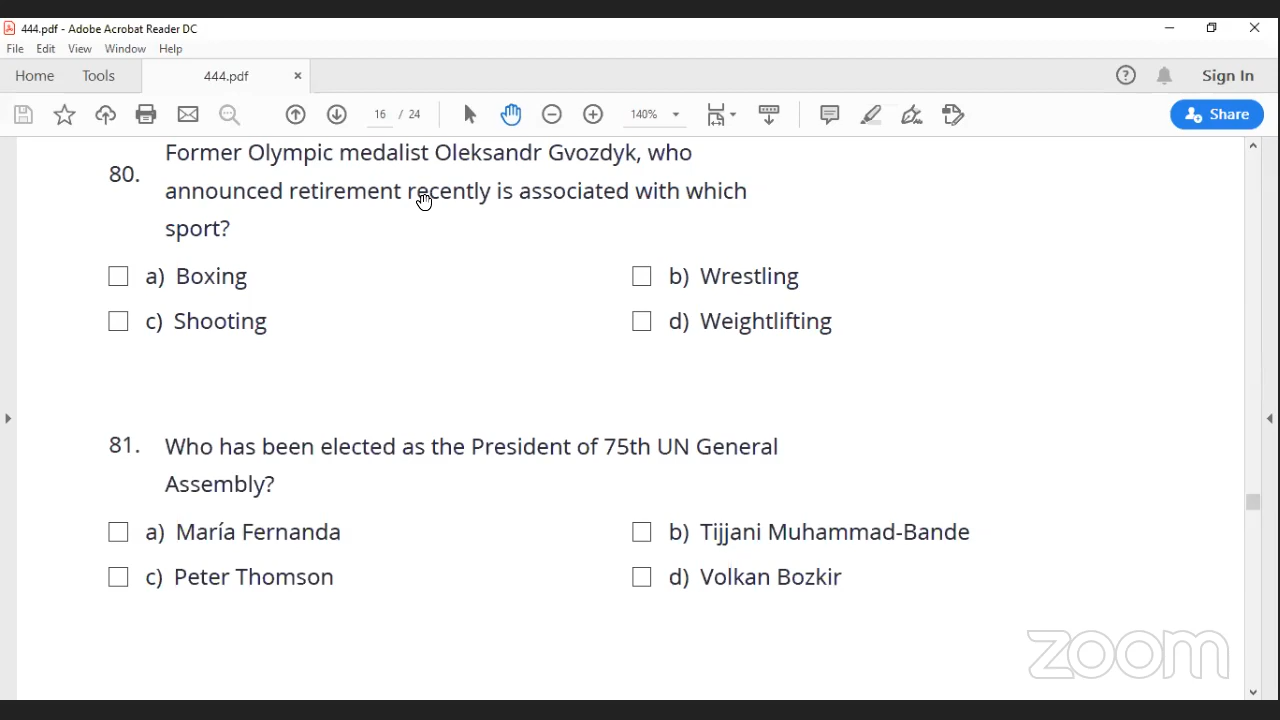 444.pdf - Adobe Acrobat Reader DC
File Edit View Window Help
Home Tools 444.pdf × Sign In
16 / 24 140% Share
Former Olympic medalist Oleksandr Gvozdyk, who
80.
announced retirement recently is associated with which
sport?
a) Boxing b) Wrestling
c) Shooting d) Weightlifting
81. Who has been elected as the President of 75th UN General
Assembly?
a) María Fernanda b) Tijjani Muhammad-Bande
c) Peter Thomson d) Volkan Bozkir
zoom